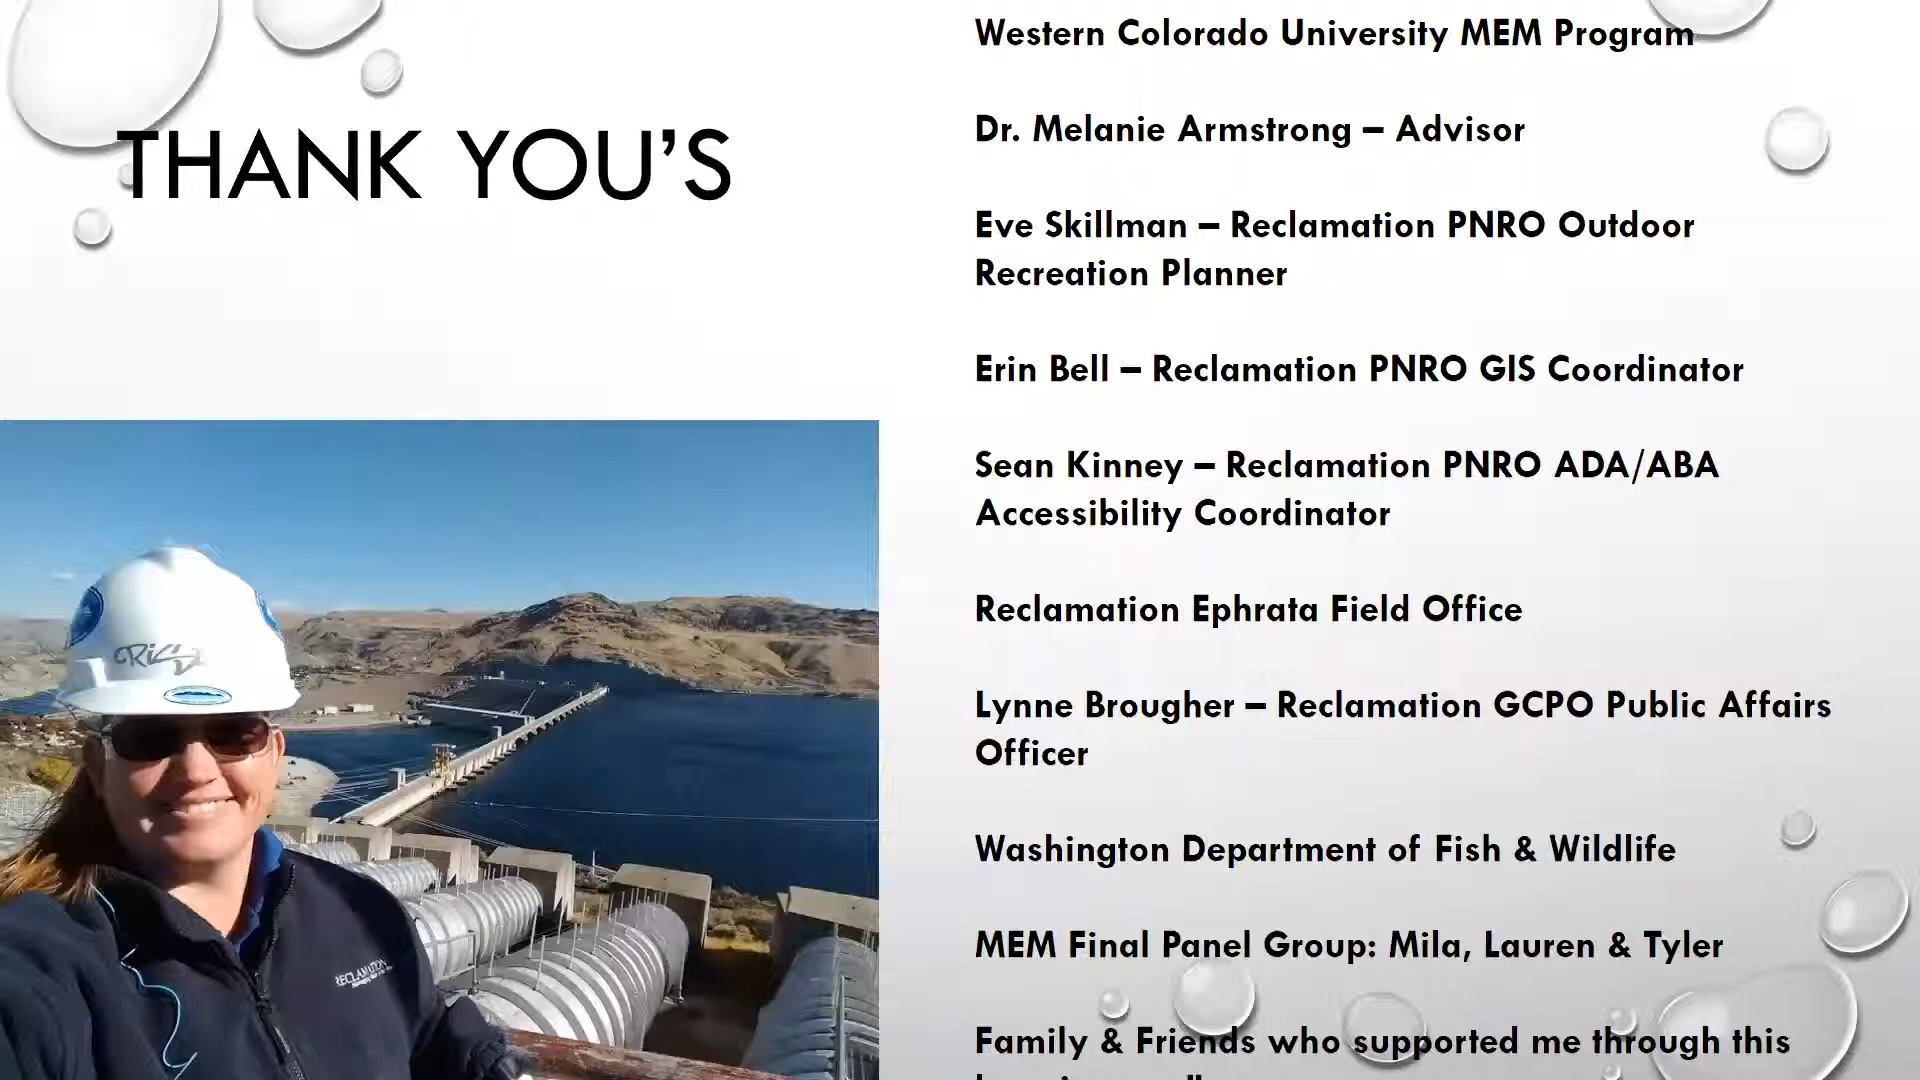 THANK YOU'S
Western Colorado University MEM Program
Dr. Melanie Armstrong – Advisor
Eve Skillman – Reclamation PNRO Outdoor
Recreation Planner
Erin Bell – Reclamation PNRO GIS Coordinator
Sean Kinney – Reclamation PNRO ADA/ABA
Accessibility Coordinator
Reclamation Ephrata Field Office
Lynne Brougher – Reclamation GCPO Public Affairs
Officer
Washington Department of Fish & Wildlife
MEM Final Panel Group: Mila, Lauren & Tyler
Family & Friends who supported me through this
RECLAMATION